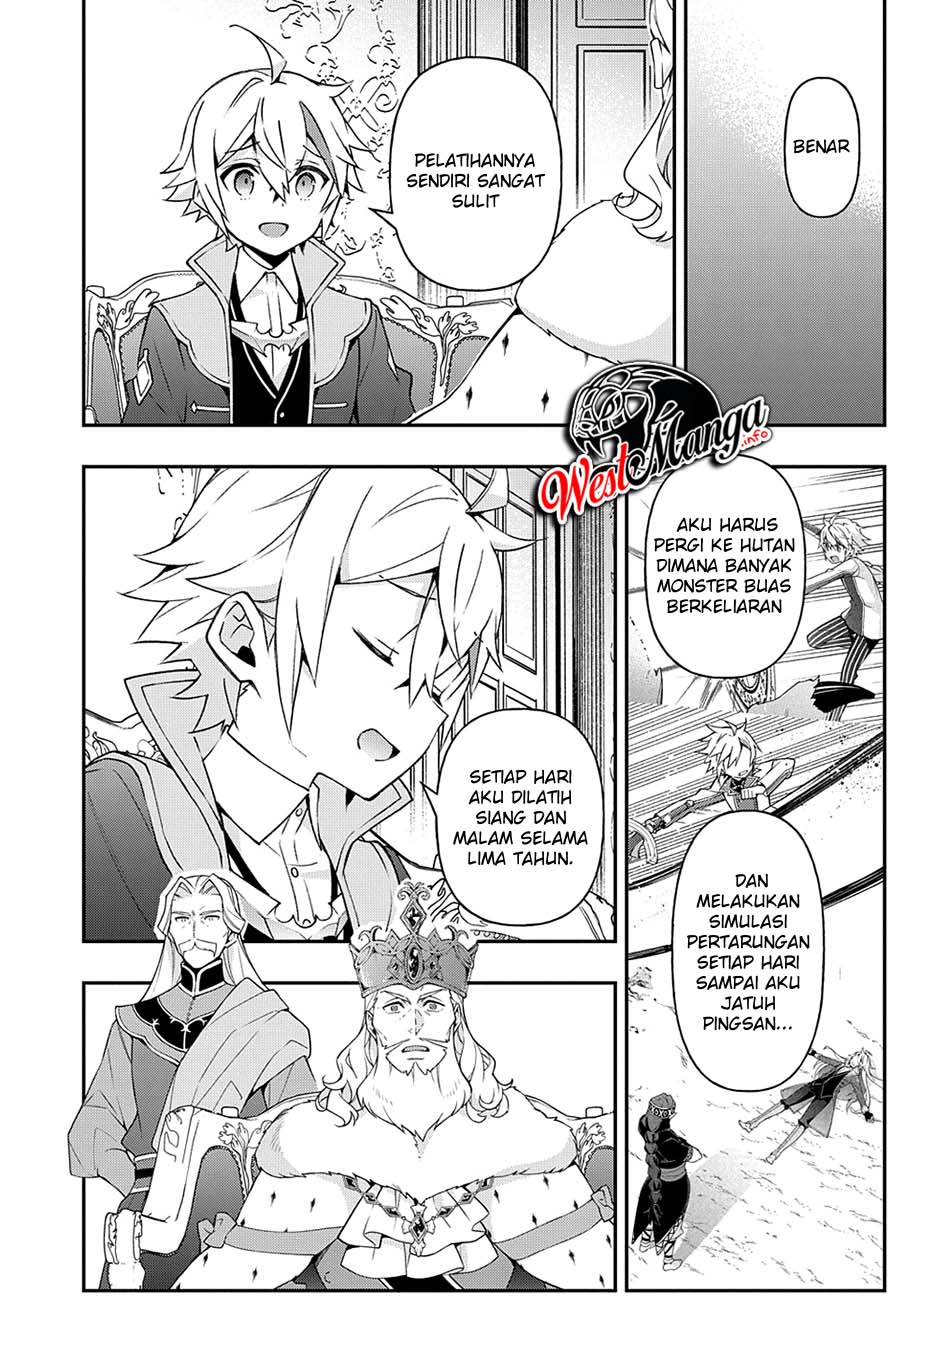 BENAR
PELATIHANNYA
SENDIRI SANGAT
SULIT
WestManga
.info
AKU HARUS
PERGI KE HUTAN
DIMANA BANYAK
MONSTER BUAS
BERKELIARAN
DAN
MELAKUKAN
SIMULASI
PERTARUNGAN
SETIAP HARI
SAMPAI AKU
JATUH
PINGSAN...
SETIAP HARI
AKU DILATIH
SIANG DAN
MALAM SELAMA
LIMA TAHUN.